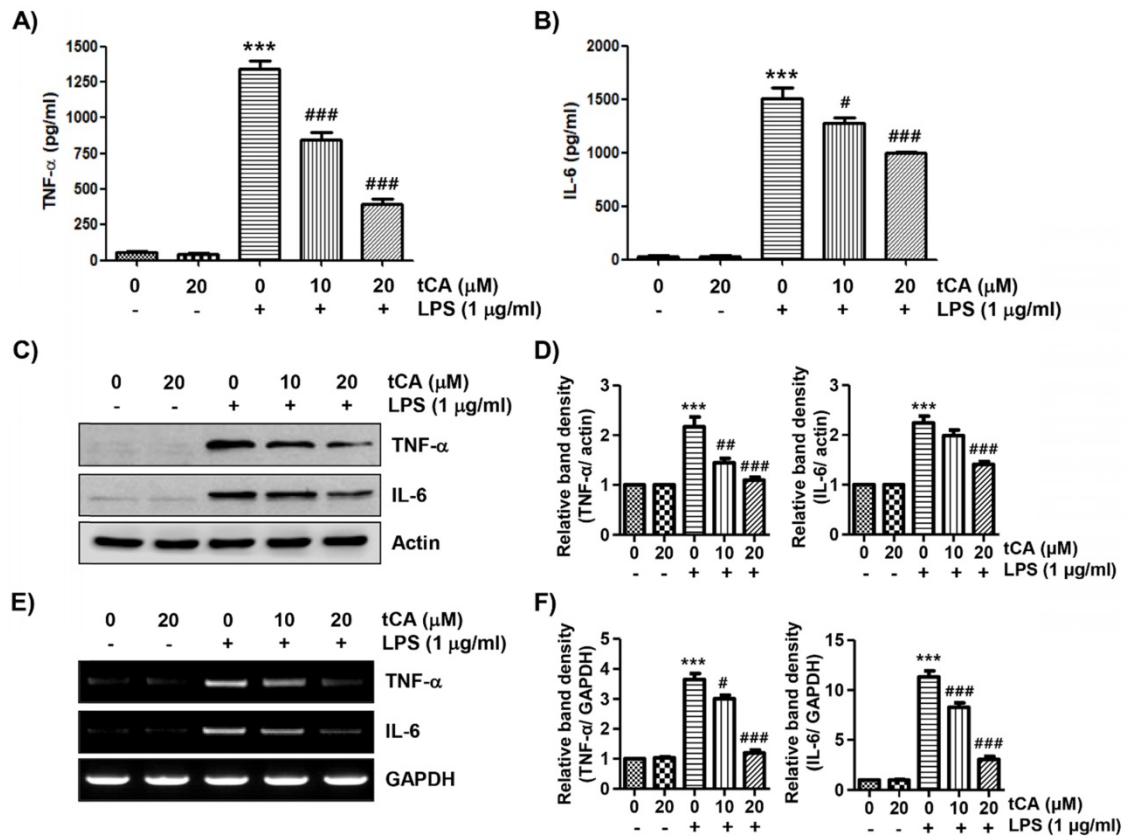 A)
TNF-α (pg/ml)
1500
1250
1000
750
500
250
0
***
###
###
0 20 0 10 20 tCA (μM)
- - + + + LPS (1 μg/ml)
B)
IL-6 (pg/ml)
2000
1500
1000
500
0
***
#
###
0 20 0 10 20 tCA (μM)
- - + + + LPS (1 μg/ml)
C)
0 20 0 10 20 tCA (μM)
- - + + + LPS (1 μg/ml)
TNF-α
IL-6
Actin
D)
Relative band density
(TNF-α/ actin)
3
2
1
0
***
##
###
0 20 0 10 20
- - + + +
Relative band density
(IL-6/ actin)
3
2
1
0
***
###
0 20 0 10 20 tCA (μM)
- - + + + LPS (1 μg/ml)
E)
0 20 0 10 20 tCA (μM)
- - + + + LPS (1 μg/ml)
TNF-α
IL-6
GAPDH
F)
Relative band density
(TNF-α/ GAPDH)
5
4
3
2
1
0
***
#
###
0 20 0 10 20
- - + + +
Relative band density
(IL-6/ GAPDH)
15
10
5
0
***
###
###
0 20 0 10 20 tCA (μM)
- - + + + LPS (1 μg/ml)